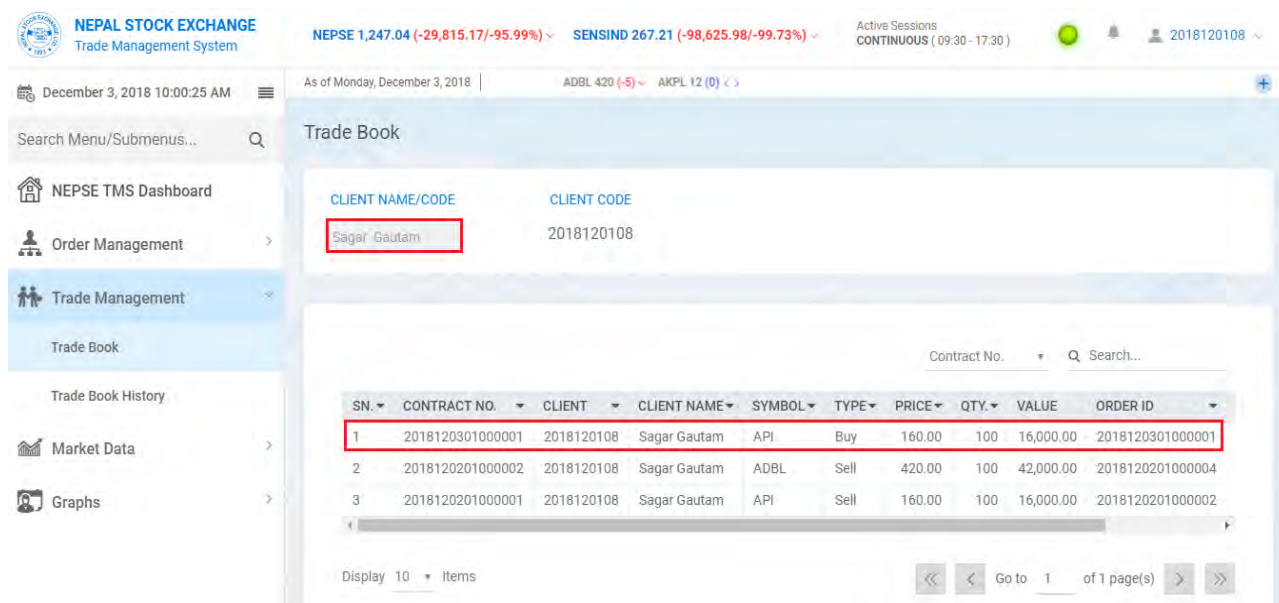 NEPAL STOCK EXCHANGE
Trade Management System
NEPSE 1,247.04 (-29,815.17/-95.99%) SENSIND 267.21 (-98,625.98/-99.73%)
Active Sessions
CONTINUOUS ( 09:30 - 17:30 )
2018120108
December 3, 2018 10:00:25 AM
As of Monday, December 3, 2018 | ADBL 420 (-5) AKPL 12 (0)
Search Menu/Submenus...
NEPSE TMS Dashboard
Order Management
Trade Management
Trade Book
Trade Book History
Market Data
Graphs
Trade Book
CLIENT NAME/CODE CLIENT CODE
Sagar Gautam 2018120108
Contract No. Search...
SN. CONTRACT NO. CLIENT CLIENT NAME SYMBOL TYPE PRICE QTY. VALUE ORDER ID
1 2018120301000001 2018120108 Sagar Gautam API Buy 160.00 100 16,000.00 2018120301000001
2 2018120201000002 2018120108 Sagar Gautam ADBL Sell 420.00 100 42,000.00 2018120201000004
3 2018120201000001 2018120108 Sagar Gautam API Sell 160.00 100 16,000.00 2018120201000002
Display 10 Items
Go to 1 of 1 page(s)